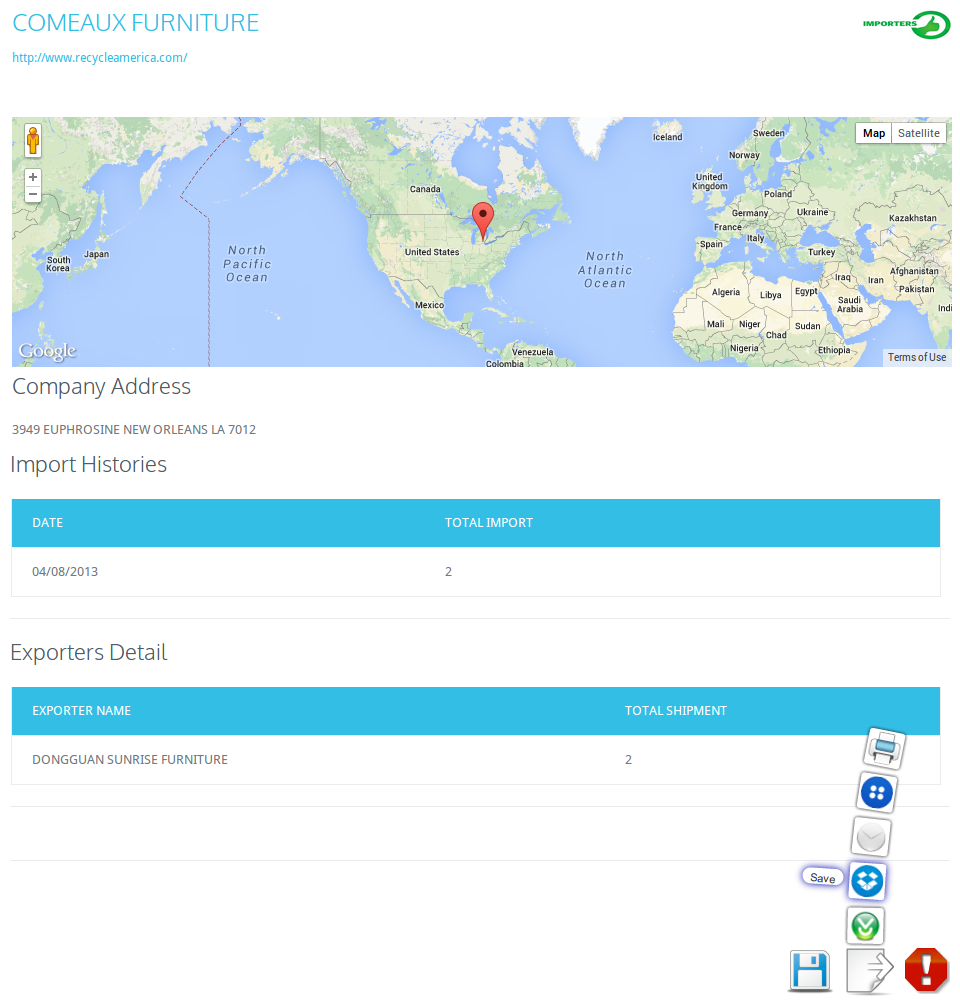 COMEAUX FURNITURE
IMPORTERS
http://www.recycleamerica.com/
Map
Satellite
Iceland
Sweden
Norway
Canada
United
Kingdom
Poland
Germany
Ukraine
Kazakhstan
France
Italy
Spain
Turkey
North
Pacific
Ocean
United States
North
Atlantic
Ocean
South
Korea
Japan
Iraq
Iran
Afghanistan
Pakistan
Algeria
Libya
Egypt
Saudi
Arabia
Indi
Mexico
Mali
Niger
Chad
Sudan
Nigeria
Ethiopia
Venezuela
Colombia
Google
Terms of Use
Company Address
3949 EUPHROSINE NEW ORLEANS LA 7012
Import Histories
DATE TOTAL IMPORT
04/08/2013 2
Exporters Detail
EXPORTER NAME TOTAL SHIPMENT
DONGGUAN SUNRISE FURNITURE 2
Save